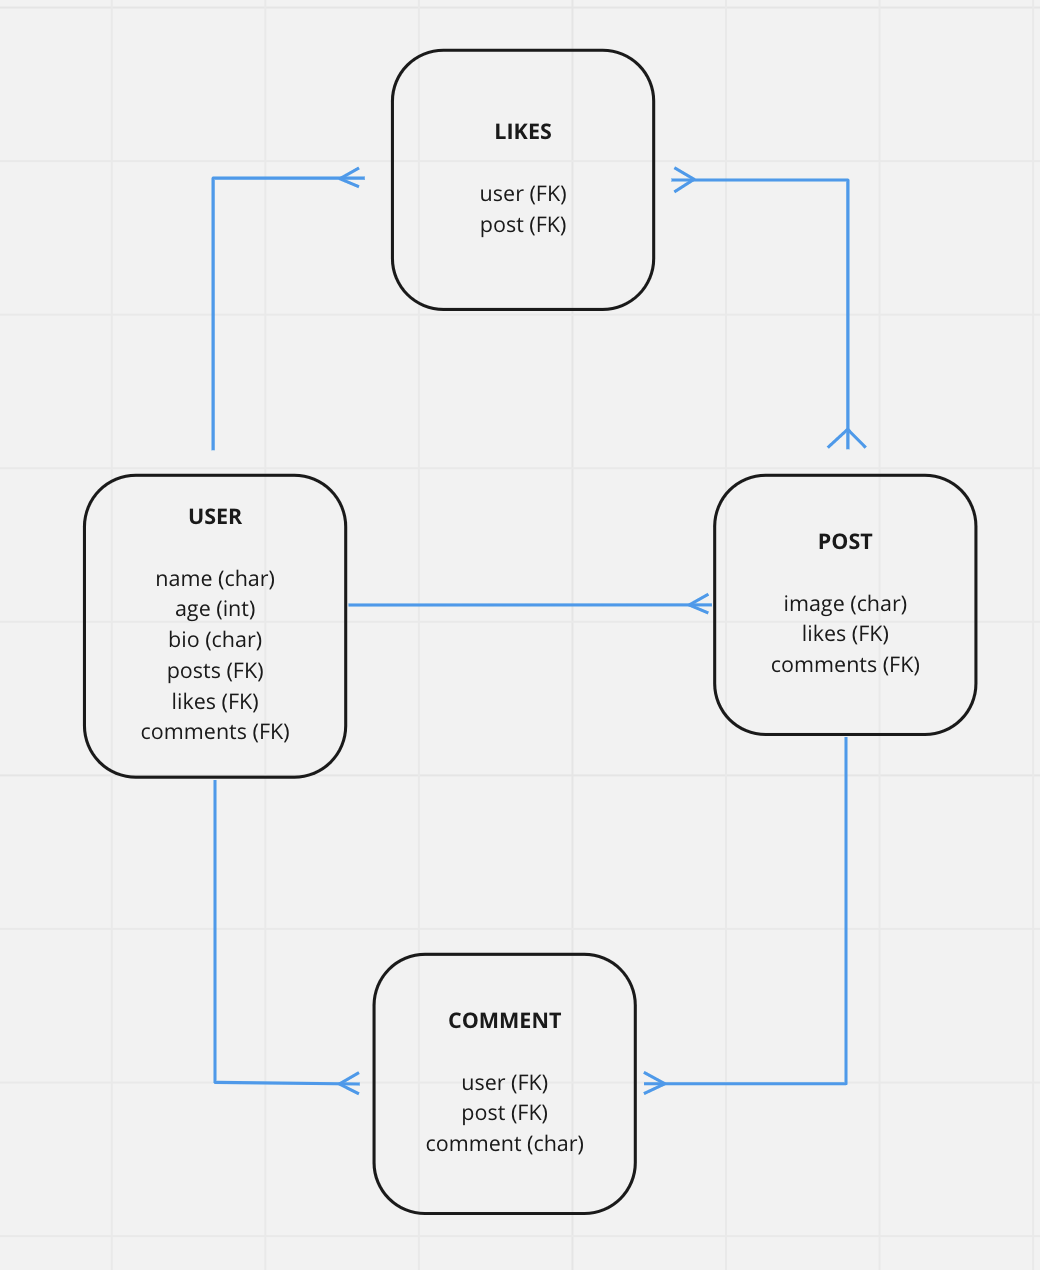 LIKES
user (FK)
post (FK)
USER
name (char)
age (int)
bio (char)
posts (FK)
likes (FK)
comments (FK)
POST
image (char)
likes (FK)
comments (FK)
COMMENT
user (FK)
post (FK)
comment (char)